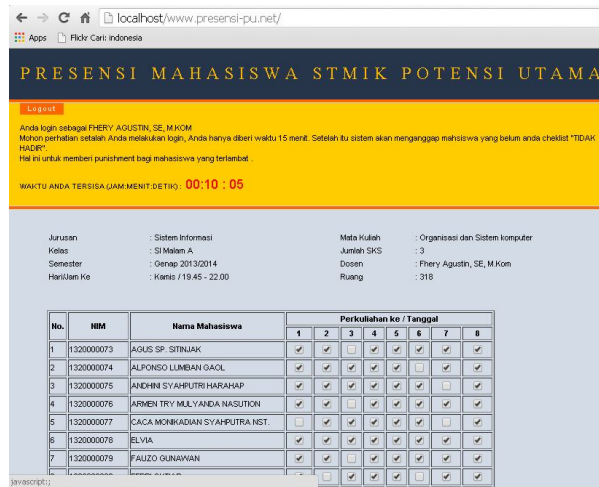 localhost/www.presensi-pu.net/
Apps Flickr Cari: indonesia
PRESENSI MAHASISWA STMIK POTENSI UTAMA
Logout
Anda login sebagai FHERY AGUSTIN, SE, M.KOM
Mohon perhatian setalah Anda melakukan login, Anda hanya diberi waktu 15 menit. Setelah itu sistem akan menganggap mahsiswa yang belum anda cheklist "TIDAK
HADIR".
Hal ini untuk memberi punishment bagi mahasiswa yang terlambat .
WAKTU ANDA TERSISA (JAM:MENIT:DETIK) : 00:10 : 05
Jurusan : Sistem Informasi Mata Kuliah : Organisasi dan Sistem komputer
Kelas : SI Malam A Jumlah SKS : 3
Semester : Genap 2013/2014 Dosen : Fhery Agustin, SE, M.Kom
Hari/Jam Ke : Kamis / 19.45 - 22.00 Ruang : 318
No. NIM Nama Mahasiswa Perkuliahan ke / Tanggal
1 2 3 4 5 6 7 8
1 1320000073 AGUS SP. SITINJAK
2 1320000074 ALPONSO LUMBAN GAOL
3 1320000075 ANDHINI SYAHPUTRI HARAHAP
4 1320000076 ARMEN TRY MULYANDA NASUTION
5 1320000077 CACA MONIKADIAN SYAHPUTRA NST.
6 1320000078 ELVIA
7 1320000079 FAUZO GUNAWAN
javascript:;